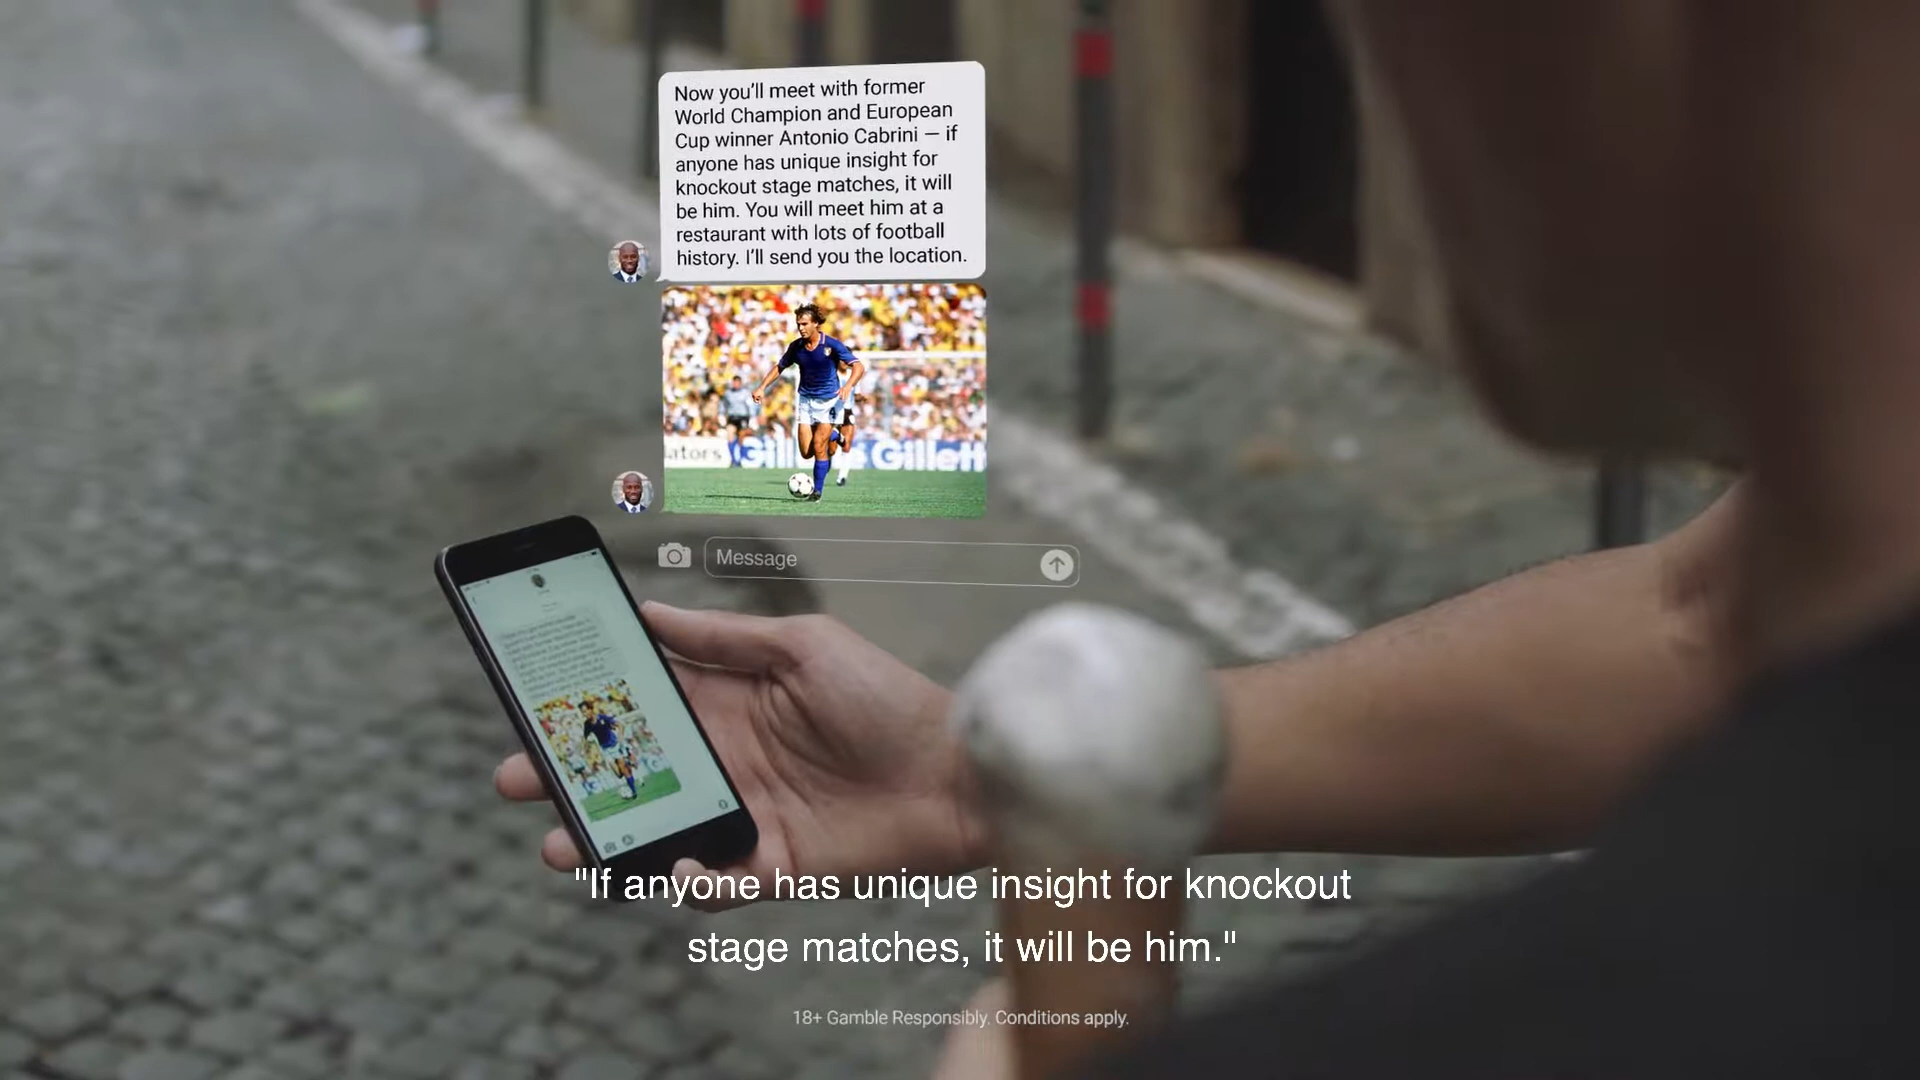 Now you'll meet with former
World Champion and European
Cup winner Antonio Cabrini — if
anyone has unique insight for
knockout stage matches, it will
be him. You will meet him at a
restaurant with lots of football
history. I'll send you the location.
Gillette
Message
"If anyone has unique insight for knockout
stage matches, it will be him."
18+ Gamble Responsibly. Conditions apply.